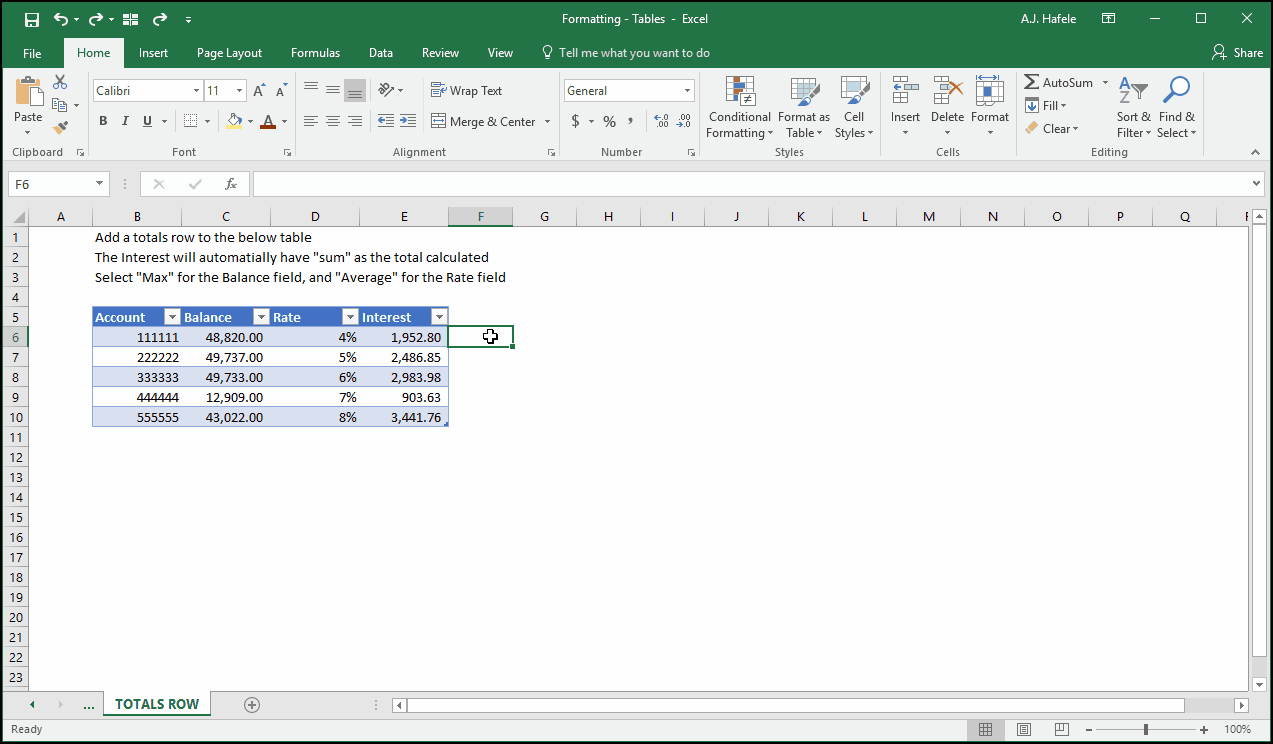 Formatting - Tables - Excel
A.J. Hafele
File Home Insert Page Layout Formulas Data Review View Tell me what you want to do Share
Paste
Calibri 11
B I U
Wrap Text
Merge & Center
General
$ % ,
Conditional Formatting
Format as Table
Cell Styles
Insert Delete Format
AutoSum
Fill
Clear
Sort & Filter
Find & Select
Clipboard Font Alignment Number Styles Cells Editing
F6 fx
A B C D E F G H I J K L M N O P Q
1 Add a totals row to the below table
2 The Interest will automatially have "sum" as the total calculated
3 Select "Max" for the Balance field, and "Average" for the Rate field
4
5 Account Balance Rate Interest
6 111111 48,820.00 4% 1,952.80
7 222222 49,737.00 5% 2,486.85
8 333333 49,733.00 6% 2,983.98
9 444444 12,909.00 7% 903.63
10 555555 43,022.00 8% 3,441.76
11
12
13
14
15
16
17
18
19
20
21
22
23
... TOTALS ROW
Ready 100%